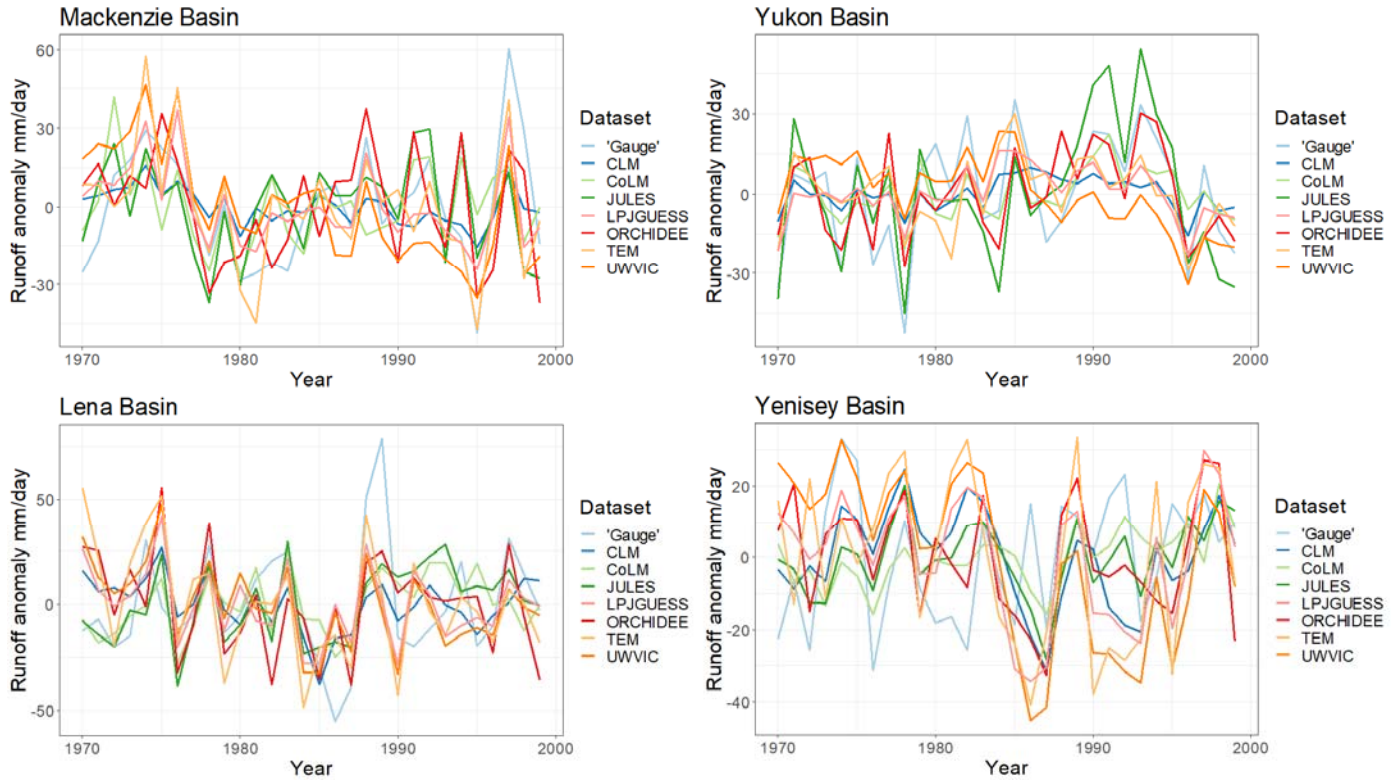 Mackenzie Basin
Runoff anomaly mm/day
60
30
0
-30
1970
1980
1990
2000
Year
Dataset
'Gauge'
CLM
CoLM
JULES
LPJGUESS
ORCHIDEE
TEM
UWVIC
Yukon Basin
Runoff anomaly mm/day
30
0
-30
1970
1980
1990
2000
Year
Dataset
'Gauge'
CLM
CoLM
JULES
LPJGUESS
ORCHIDEE
TEM
UWVIC
Lena Basin
Runoff anomaly mm/day
50
0
-50
1970
1980
1990
2000
Year
Dataset
'Gauge'
CLM
CoLM
JULES
LPJGUESS
ORCHIDEE
TEM
UWVIC
Yenisey Basin
Runoff anomaly mm/day
20
0
-20
-40
1970
1980
1990
2000
Year
Dataset
'Gauge'
CLM
CoLM
JULES
LPJGUESS
ORCHIDEE
TEM
UWVIC